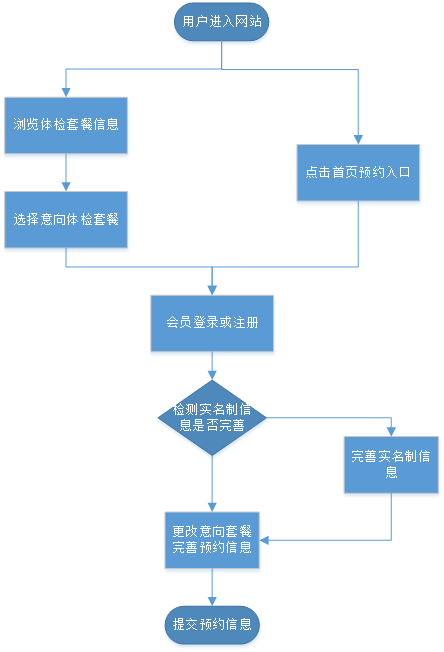 用户进入网站
浏览体检套餐信息
点击首页预约入口
选择意向体检套餐
会员登录或注册
检测实名制信
息是否完善
完善实名制信
息
更改意向套餐
完善预约信息
提交预约信息